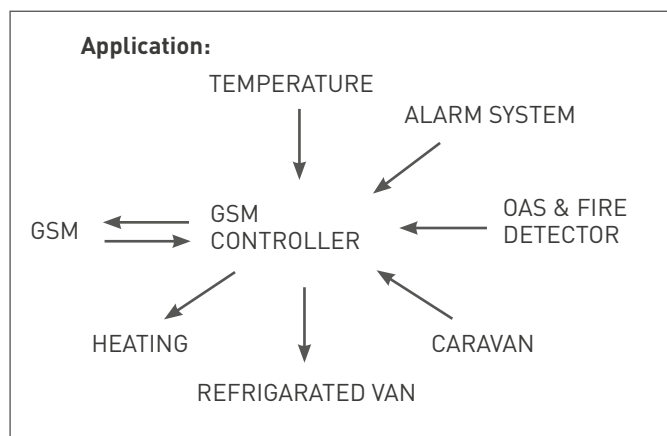 Application:
TEMPERATURE
ALARM SYSTEM
GSM
GSM
CONTROLLER
OAS & FIRE
DETECTOR
HEATING
CARAVAN
REFRIGARATED VAN